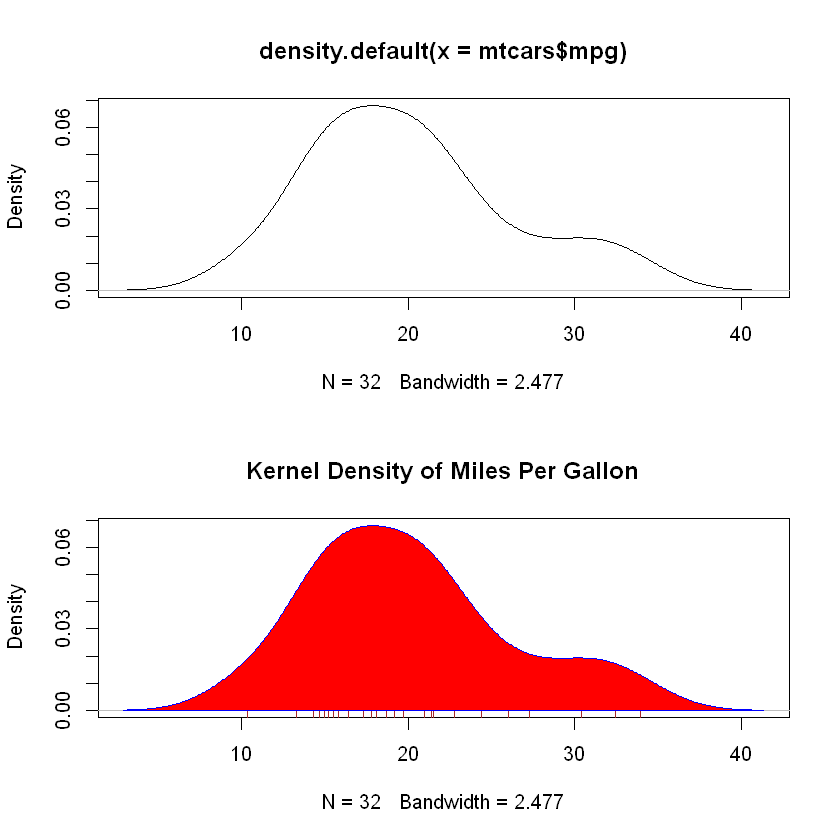 density.default(x = mtcars$mpg)
Density
0.06
0.03
0.00
10 20 30 40
N = 32 Bandwidth = 2.477
Kernel Density of Miles Per Gallon
Density
0.06
0.03
0.00
10 20 30 40
N = 32 Bandwidth = 2.477